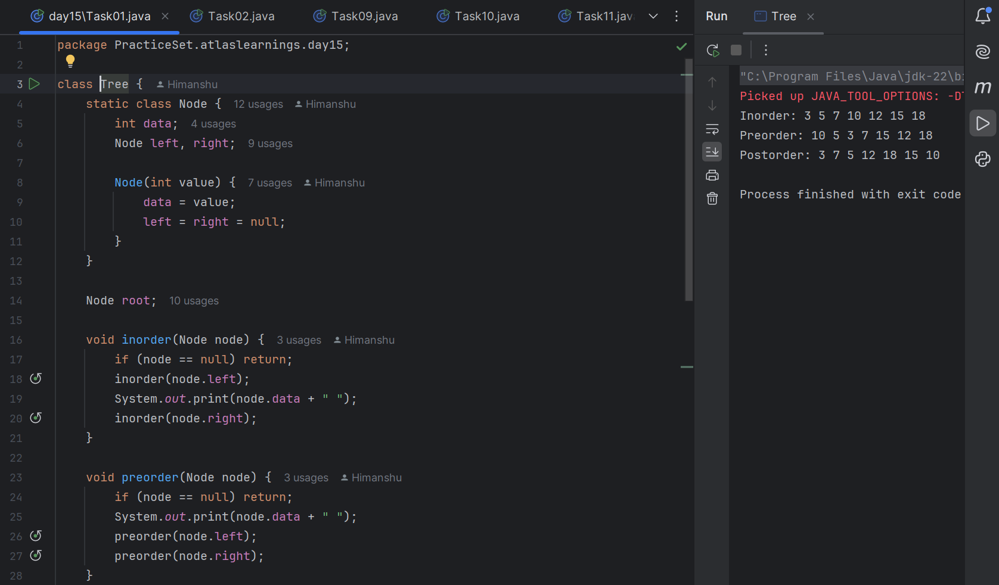 day15\Task01.java Task02.java Task09.java Task10.java Task11.jav
1 package PracticeSet.atlaslearnings.day15;
2
3 class Tree { Himanshu
4 static class Node { 12 usages Himanshu
5 int data; 4 usages
6 Node left, right; 9 usages
7
8 Node(int value) { 7 usages Himanshu
9 data = value;
10 left = right = null;
11 }
12 }
13
14 Node root; 10 usages
15
16 void inorder(Node node) { 3 usages Himanshu
17 if (node == null) return;
18 inorder(node.left);
19 System.out.print(node.data + " ");
20 inorder(node.right);
21 }
22
23 void preorder(Node node) { 3 usages Himanshu
24 if (node == null) return;
25 System.out.print(node.data + " ");
26 preorder(node.left);
27 preorder(node.right);
28 }
Run Tree
"C:\Program Files\Java\jdk-22\bi
Picked up JAVA_TOOL_OPTIONS: -D
Inorder: 3 5 7 10 12 15 18
Preorder: 10 5 3 7 15 12 18
Postorder: 3 7 5 12 18 15 10
Process finished with exit code
m